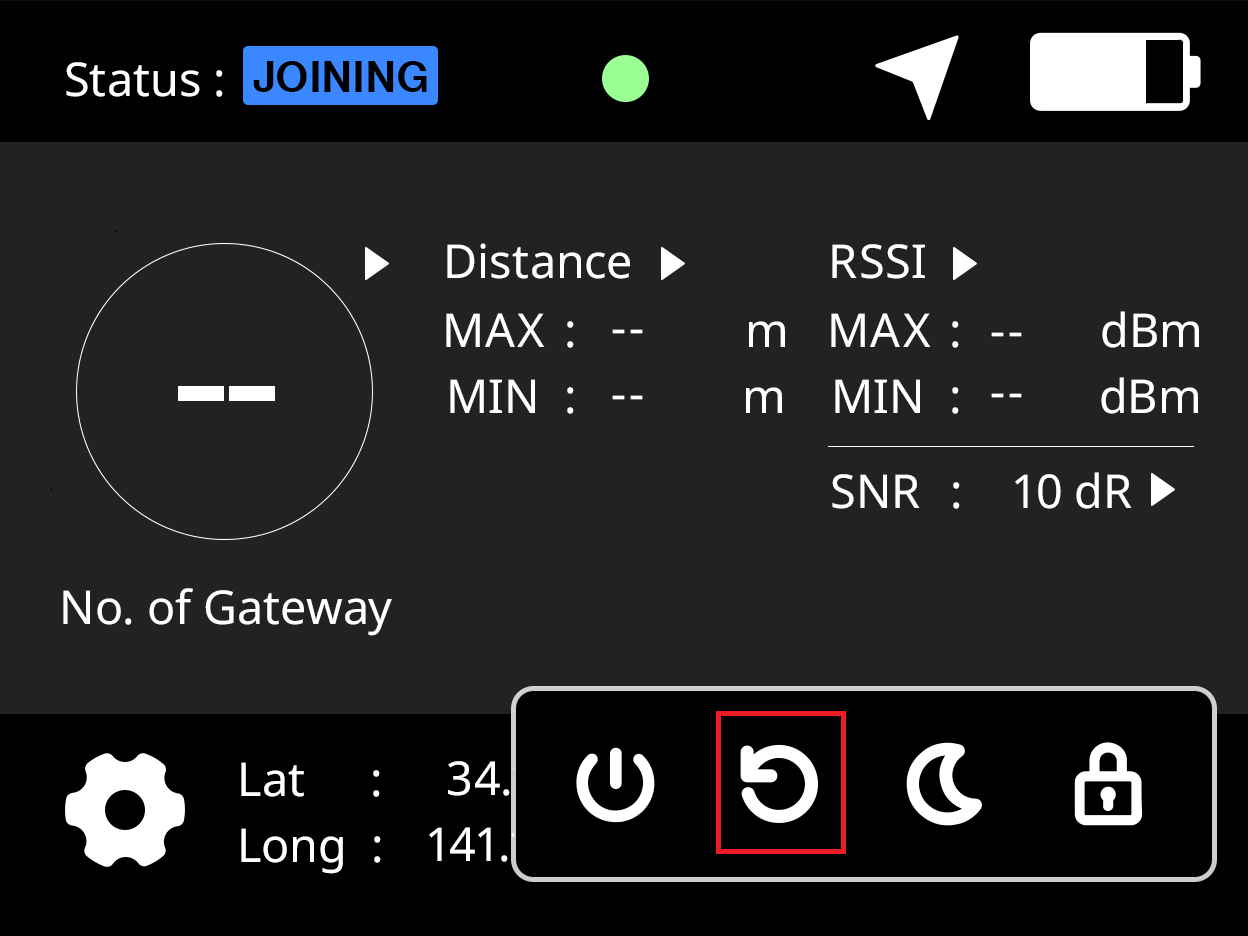 Status : JOINING
Distance
RSSI
MAX : -- m
MAX : -- dBm
MIN : -- m
MIN : -- dBm
--
SNR : 10 dR
No. of Gateway
Lat : 34.
Long : 141.